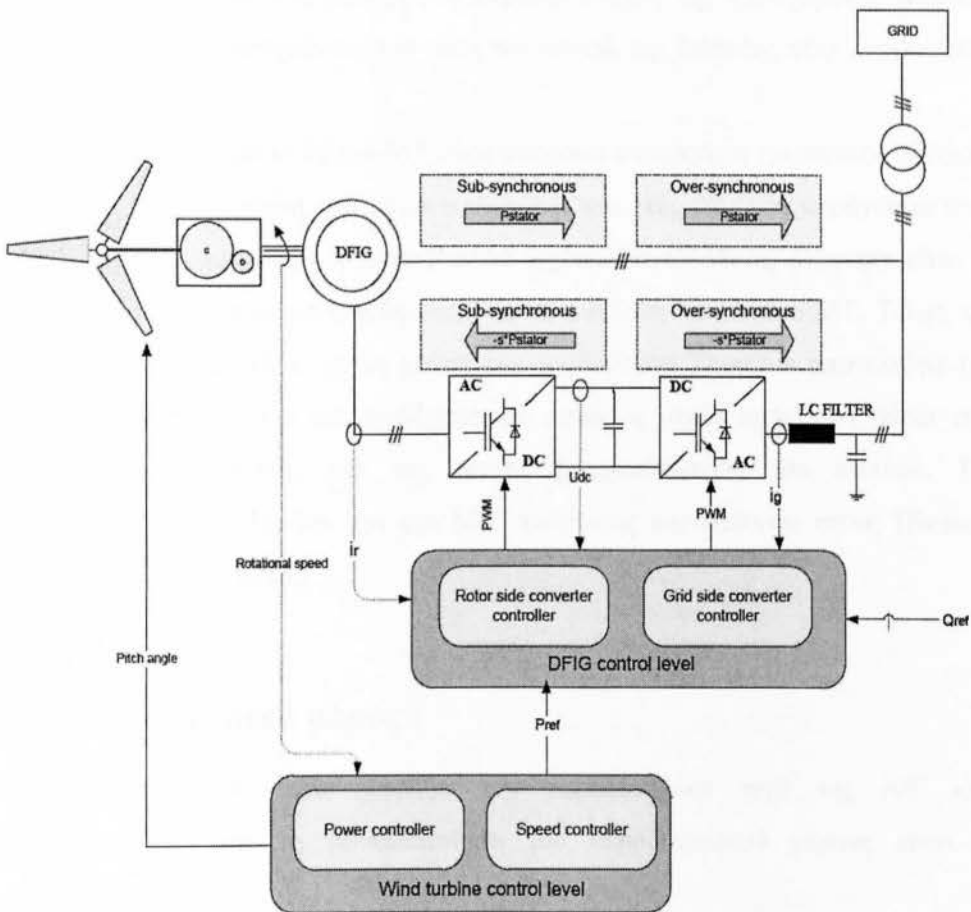 GRID
Sub-synchronous
Pstator
Over-synchronous
Pstator
DFIG
Sub-synchronous
-s*Pstator
Over-synchronous
-s*Pstator
AC
DC
DC
AC
LC FILTER
Udc
ig
PWM
PWM
ir
Rotational speed
Rotor side converter
controller
Grid side converter
controller
Qref
DFIG control level
Pitch angle
Pref
Power controller
Speed controller
Wind turbine control level